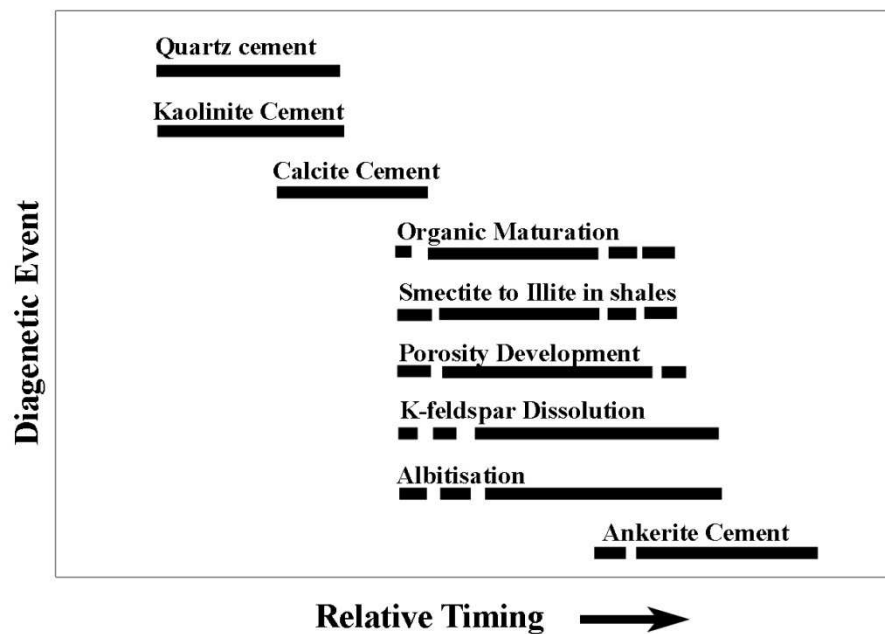 Quartz cement
Kaolinite Cement
Calcite Cement
Organic Maturation
Smectite to Illite in shales
Porosity Development
K-feldspar Dissolution
Albitisation
Ankerite Cement
Diagenetic Event
Relative Timing